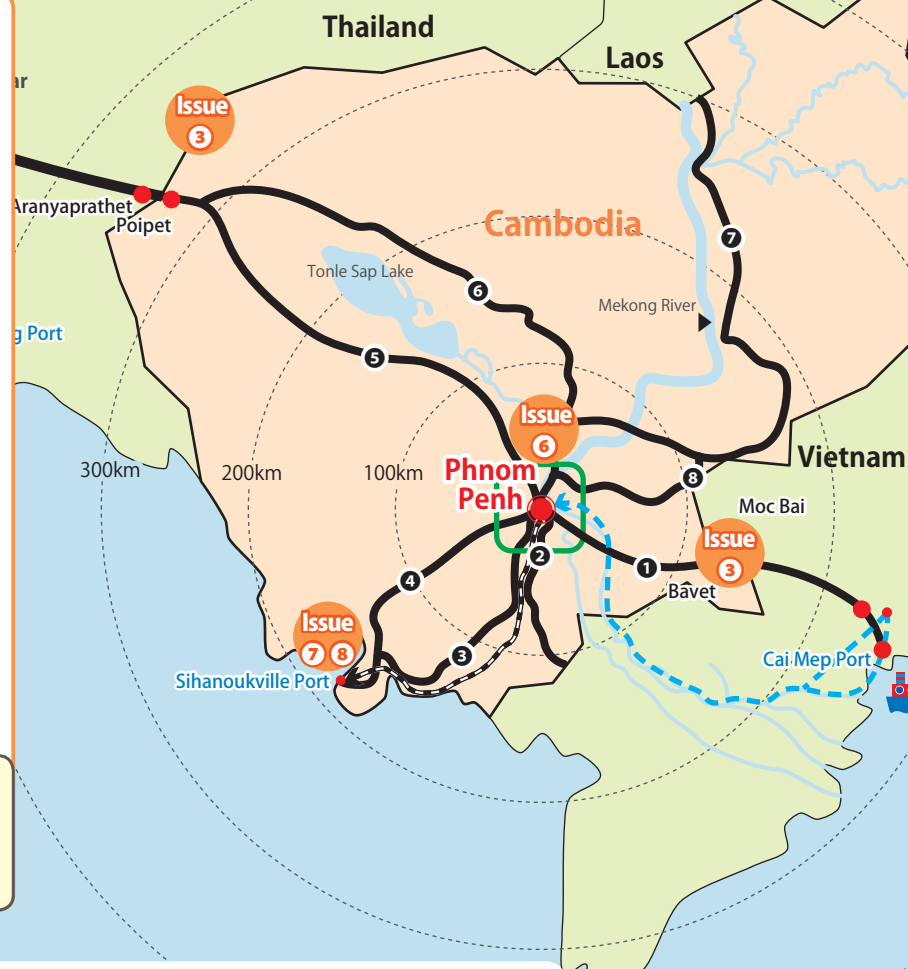 Thailand
Laos
ar
Issue
3
Aranyaprathet
Poipet
Cambodia
7
Tonle Sap Lake
6
Mekong River
g Port
5
Issue
6
300km
200km
100km
Phnom
Penh
8
Vietnam
Moc Bai
Issue
3
2
1
Bavet
4
Issue
7 8
3
Sihanoukville Port
Cai Mep Port